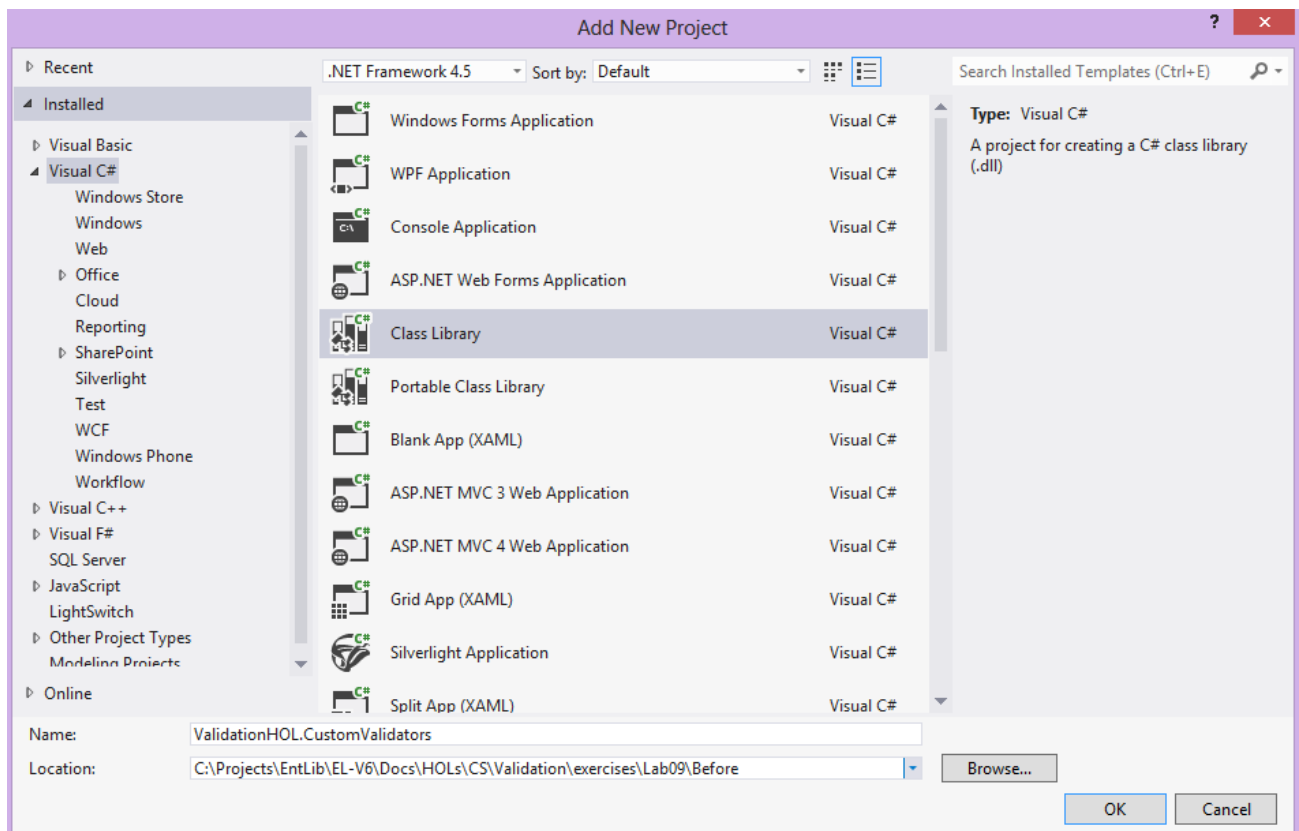 Add New Project
?
Recent
Installed
Visual Basic
Visual C#
Windows Store
Windows
Web
Office
Cloud
Reporting
SharePoint
Silverlight
Test
WCF
Windows Phone
Workflow
Visual C++
Visual F#
SQL Server
JavaScript
LightSwitch
Other Project Types
Modeling Projects
Online
.NET Framework 4.5 Sort by: Default
C# Windows Forms Application Visual C#
C# WPF Application Visual C#
C# C:\ Console Application Visual C#
C# ASP.NET Web Forms Application Visual C#
C# Class Library Visual C#
C# Portable Class Library Visual C#
C# Blank App (XAML) Visual C#
C# ASP.NET MVC 3 Web Application Visual C#
C# ASP.NET MVC 4 Web Application Visual C#
C# Grid App (XAML) Visual C#
C# Silverlight Application Visual C#
C# Split App (XAML) Visual C#
Search Installed Templates (Ctrl+E)
Type: Visual C#
A project for creating a C# class library
(.dll)
Name: ValidationHOL.CustomValidators
Location: C:\Projects\EntLib\EL-V6\Docs\HOLs\CS\Validation\exercises\Lab09\Before Browse...
OK Cancel